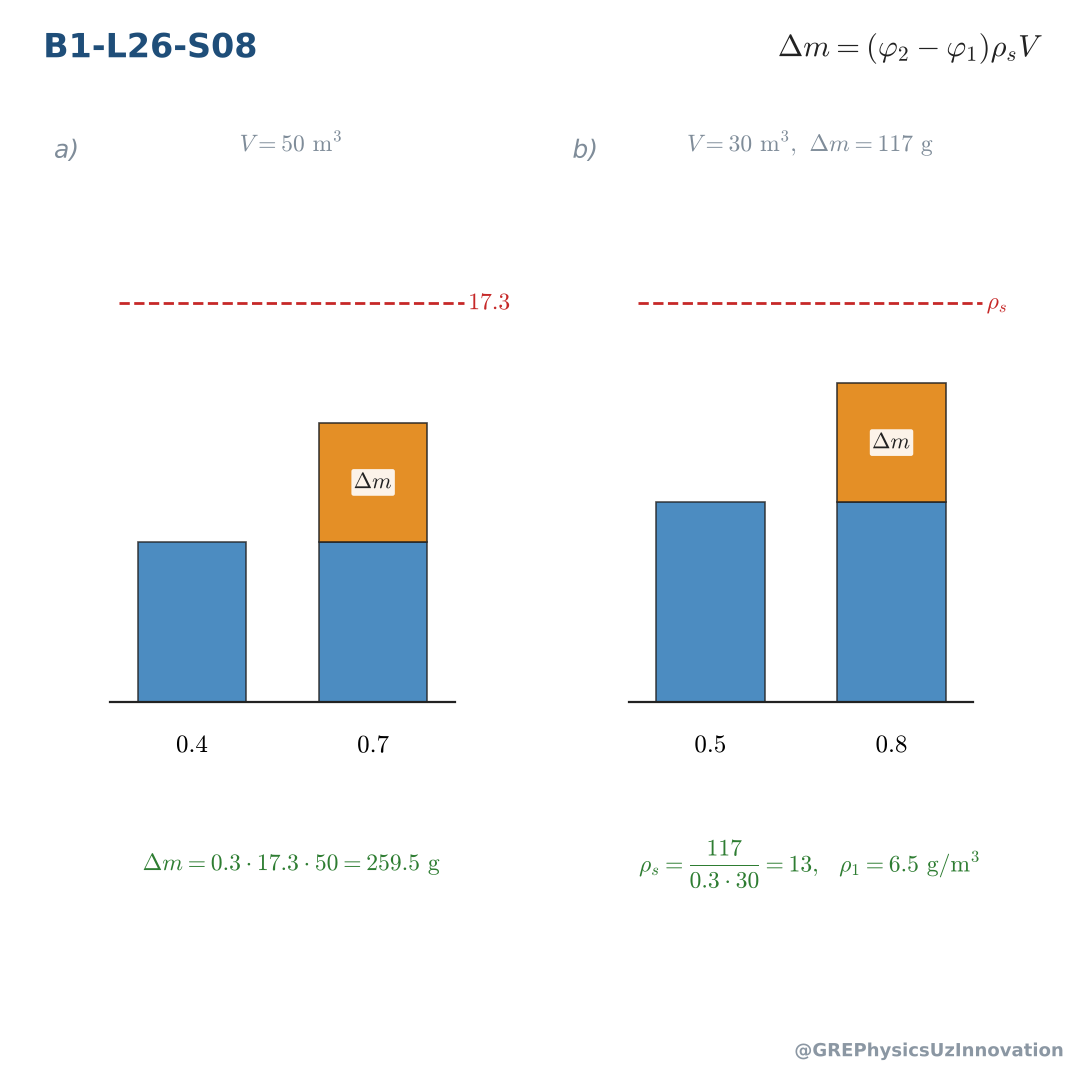 B1-L26-S08
Δm = (φ₂ − φ₁)ρₛV
a)
V = 50 m³
17.3
Δm
0.4 0.7
Δm = 0.3 · 17.3 · 50 = 259.5 g
b)
V = 30 m³, Δm = 117 g
ρₛ
Δm
0.5 0.8
ρₛ = 117 / 0.3 · 30 = 13, ρ₁ = 6.5 g/m³
@GREPhysicsUzInnovation